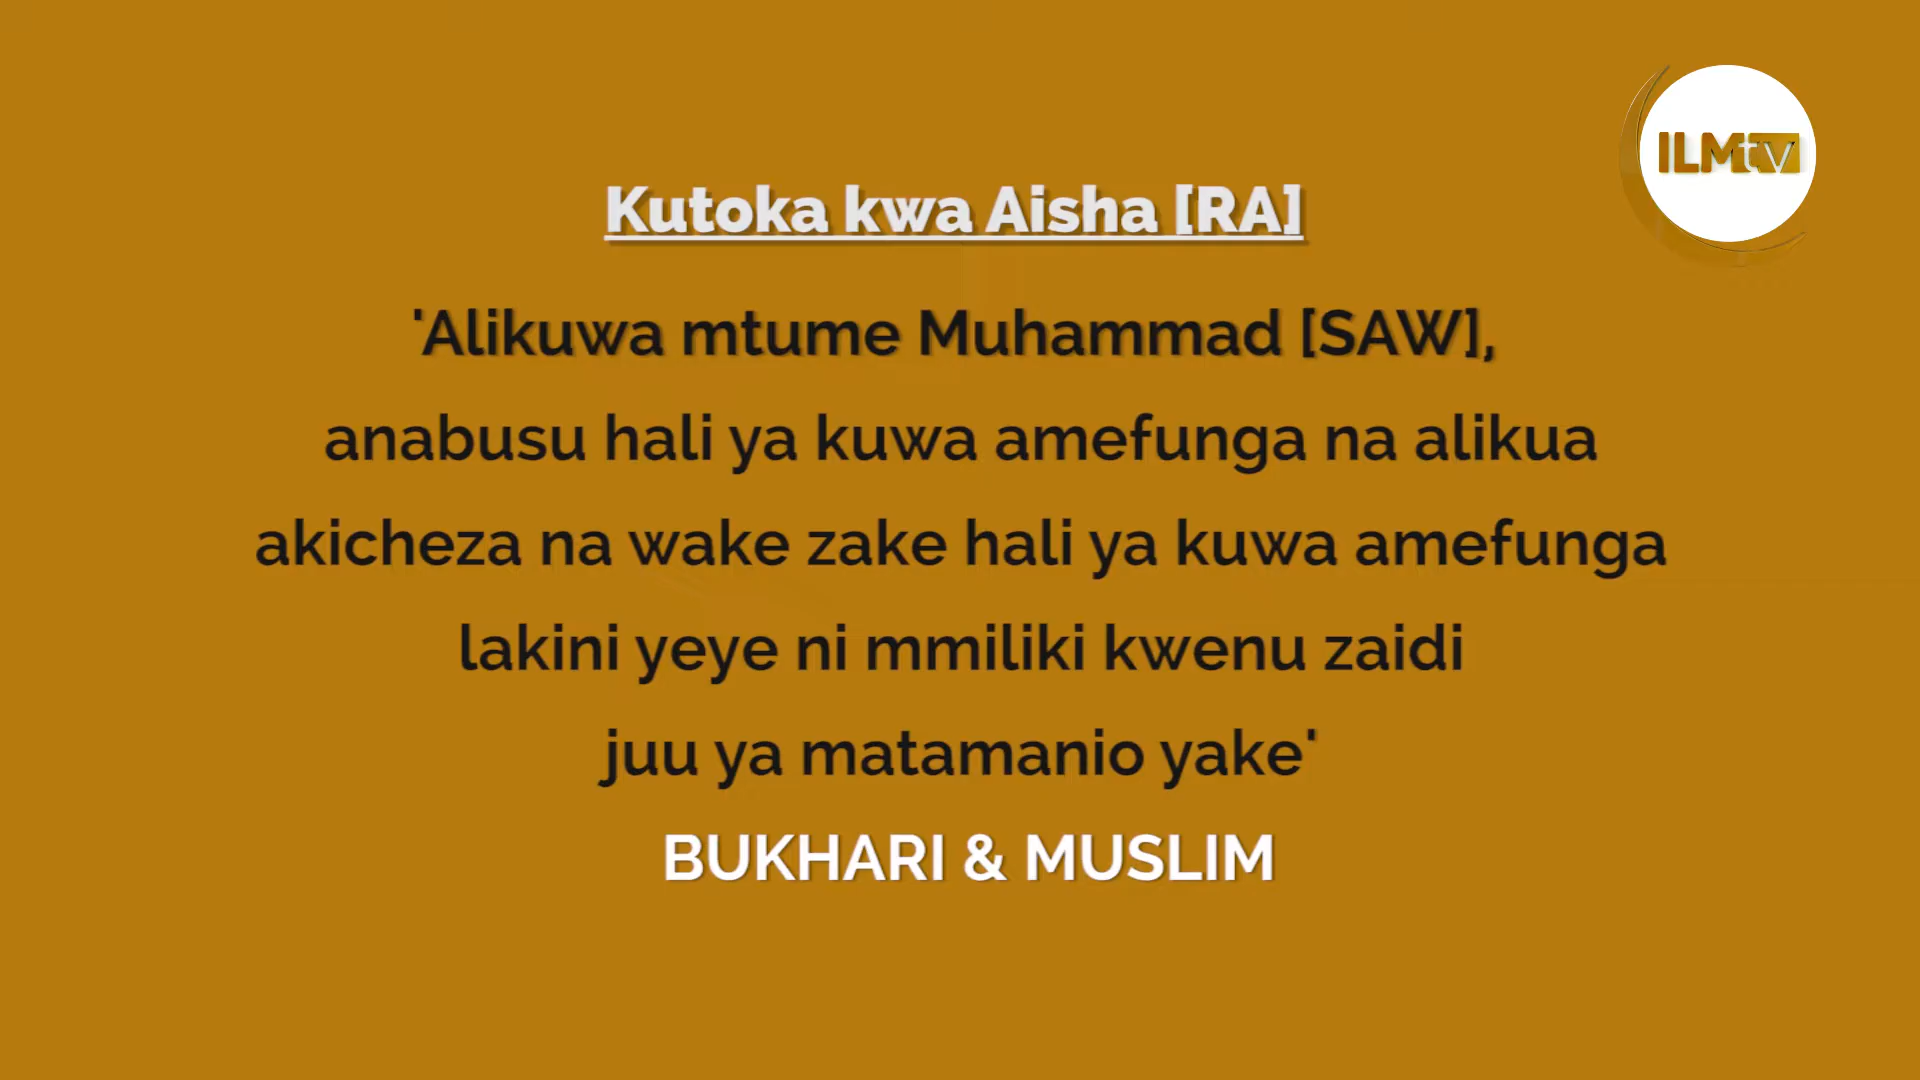 ILMtv
Kutoka kwa Aisha [RA]
'Alikuwa mtume Muhammad [SAW],
anabusu hali ya kuwa amefunga na alikua
akicheza na wake zake hali ya kuwa amefunga
lakini yeye ni mmiliki kwenu zaidi
juu ya matamanio yake'
BUKHARI & MUSLIM